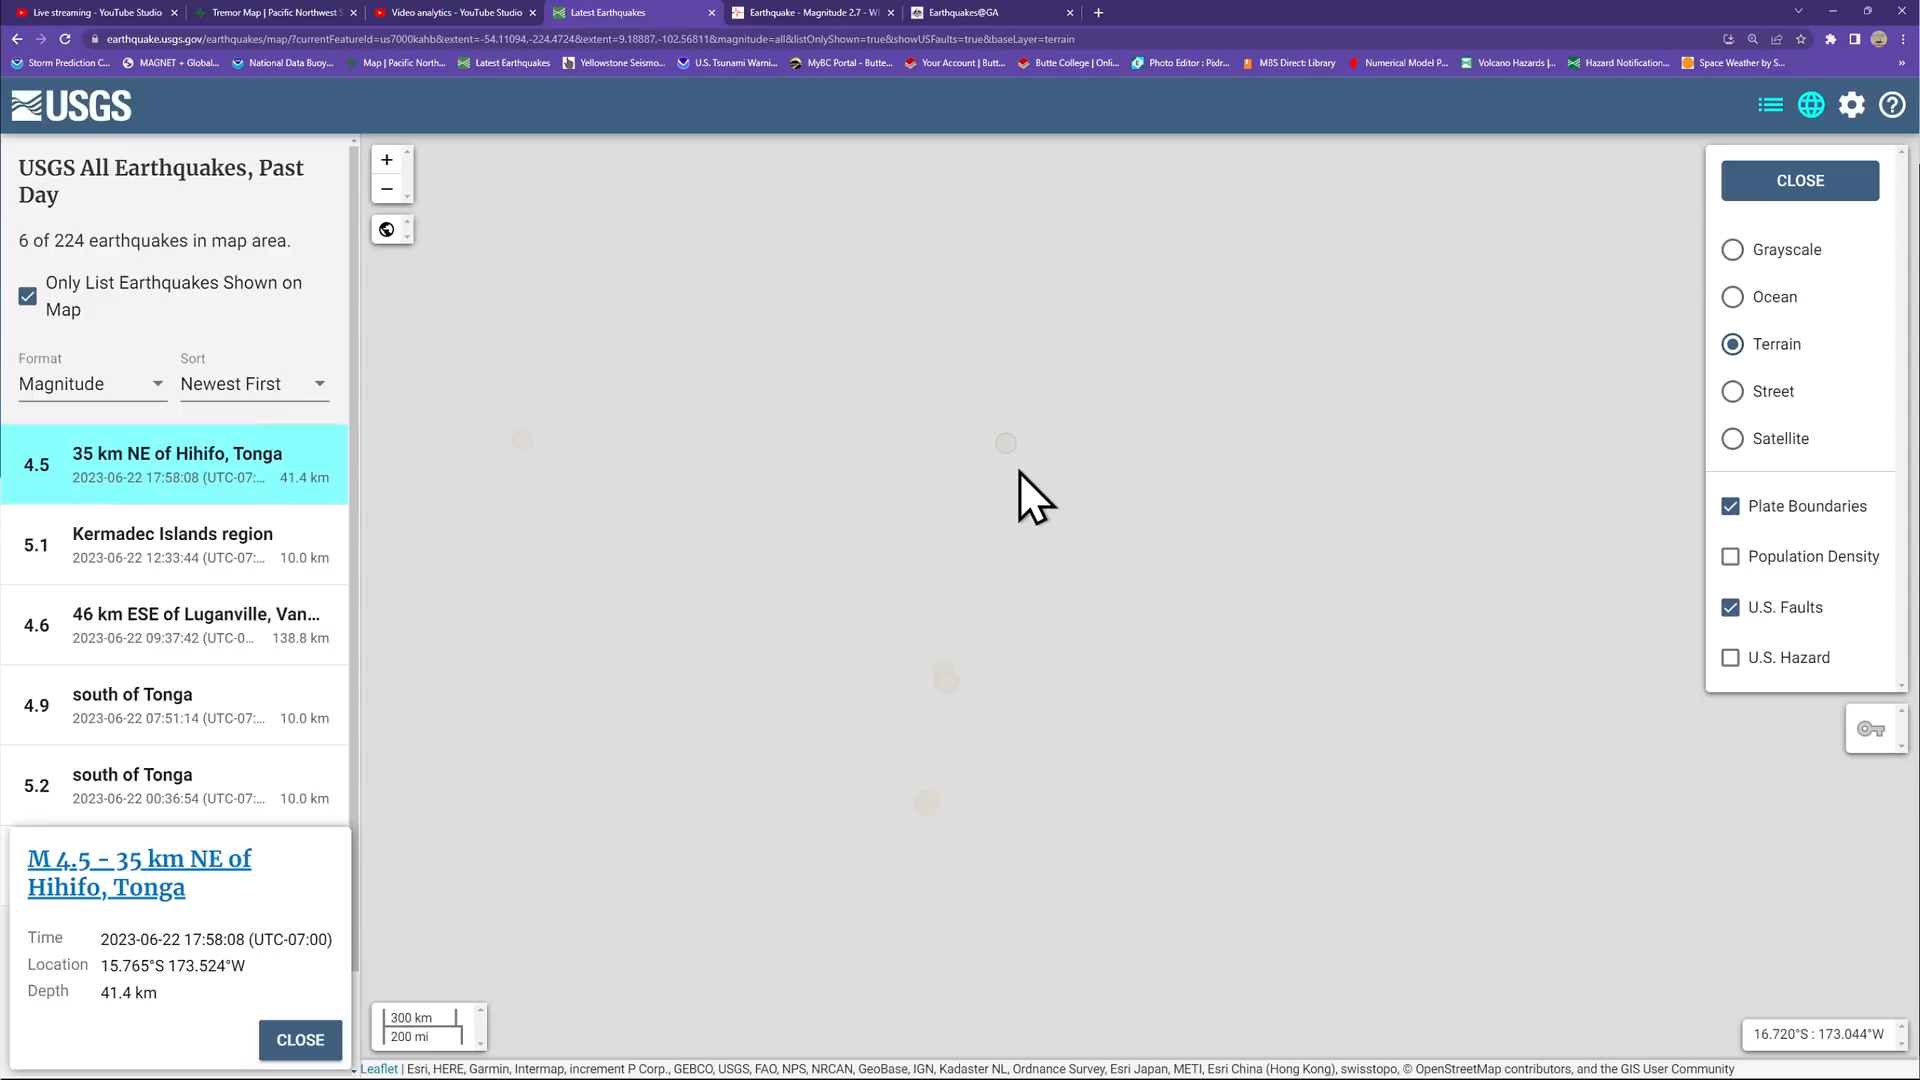 Live streaming - YouTube Studio
Tremor Map | Pacific Northwest S
Video analytics - YouTube Studio
Latest Earthquakes
Earthquake - Magnitude 2.7 - W
Earthquakes@GA
earthquake.usgs.gov/earthquakes/map/?currentFeatureId=us7000kahb&extent=-54.11094,-224.4724&extent=9.18887,-102.56811&magnitude=all&listOnlyShown=true&showUSFaults=true&baseLayer=terrain
Storm Prediction C...
MAGNET + Global...
National Data Buoy...
Map | Pacific North...
Latest Earthquakes
Yellowstone Seismo...
U.S. Tsunami Warni...
MyBC Portal - Butte...
Your Account | Butt...
Butte College | Onli...
Photo Editor : Pixlr...
MBS Direct Library
Numerical Model P...
Volcano Hazards |...
Hazard Notification...
Space Weather by S...
USGS
USGS All Earthquakes, Past
Day
6 of 224 earthquakes in map area.
Only List Earthquakes Shown on
Map
Format
Sort
Magnitude
Newest First
4.5
35 km NE of Hihifo, Tonga
2023-06-22 17:58:08 (UTC-07:...
41.4 km
5.1
Kermadec Islands region
2023-06-22 12:33:44 (UTC-07:...
10.0 km
4.6
46 km ESE of Luganville, Van...
2023-06-22 09:37:42 (UTC-0...
138.8 km
4.9
south of Tonga
2023-06-22 07:51:14 (UTC-07:...
10.0 km
5.2
south of Tonga
2023-06-22 00:36:54 (UTC-07:...
10.0 km
M 4.5 - 35 km NE of
Hihifo, Tonga
Time
2023-06-22 17:58:08 (UTC-07:00)
Location
15.765°S 173.524°W
Depth
41.4 km
CLOSE
+
−
300 km
200 mi
CLOSE
Grayscale
Ocean
Terrain
Street
Satellite
Plate Boundaries
Population Density
U.S. Faults
U.S. Hazard
16.720°S : 173.044°W
Leaflet | Esri, HERE, Garmin, Intermap, increment P Corp., GEBCO, USGS, FAO, NPS, NRCAN, GeoBase, IGN, Kadaster NL, Ordnance Survey, Esri Japan, METI, Esri China (Hong Kong), swisstopo, © OpenStreetMap contributors, and the GIS User Community